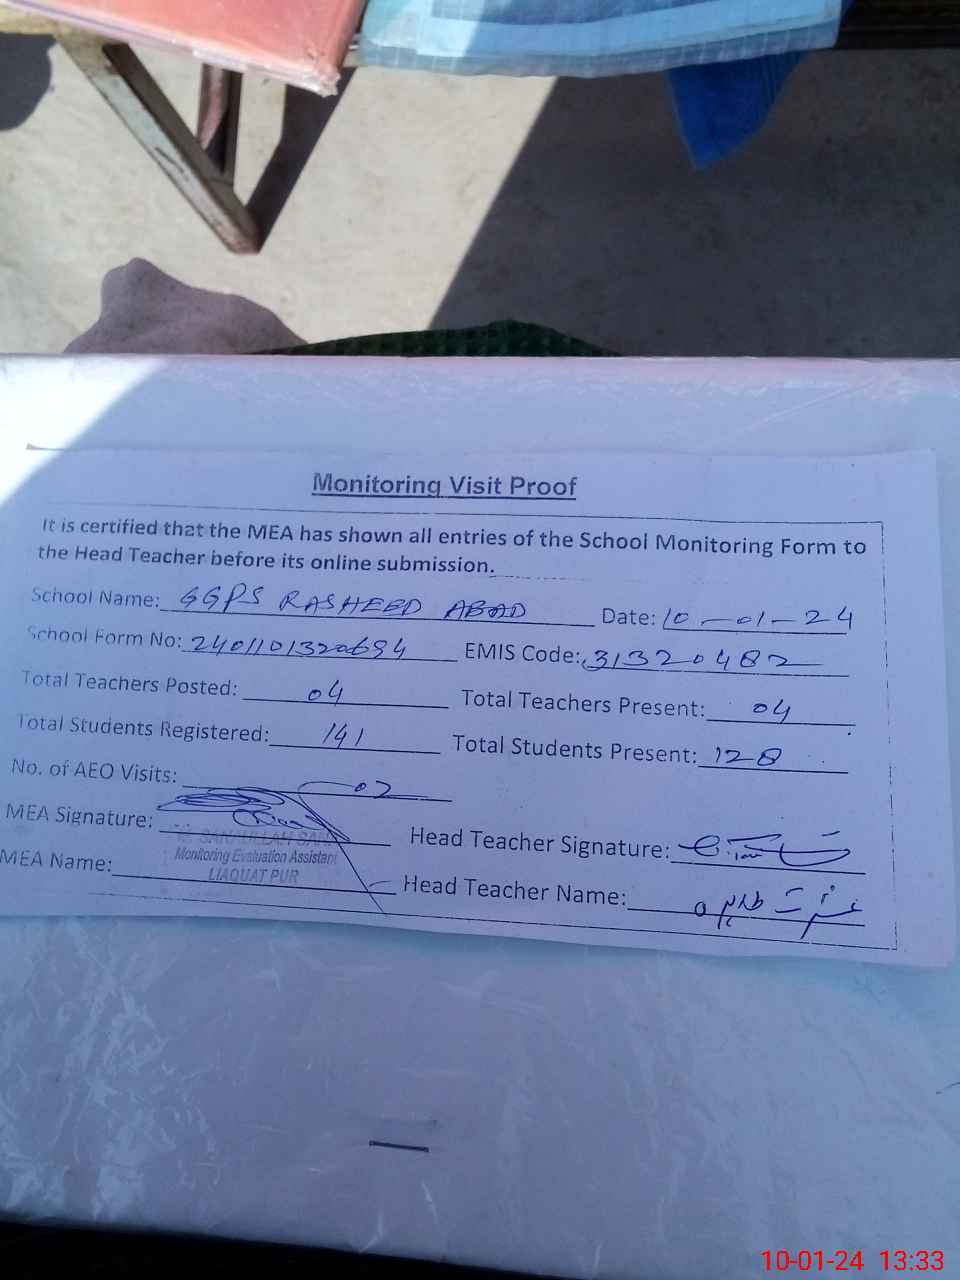 Monitoring Visit Proof
It is certified that the MEA has shown all entries of the School Monitoring Form to
the Head Teacher before its online submission.
School Name: GGPS RASHEED ABAD Date: 10-01-24
School Form No: 2401101320694 EMIS Code: 31320482
Total Teachers Posted: 04 Total Teachers Present: 04
Total Students Registered: 141 Total Students Present: 128
No. of AEO Visits: 02
MEA Signature: Head Teacher Signature:
SANAULLAH
Monitoring Evaluation Assistant
LIAQUAT PUR
MEA Name: Head Teacher Name:
10-01-24 13:33